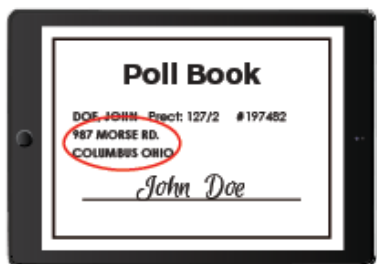 Poll Book
DOE, JOHN Prect: 127/2 #197482
987 MORSE RD.
COLUMBUS OHIO
John Doe